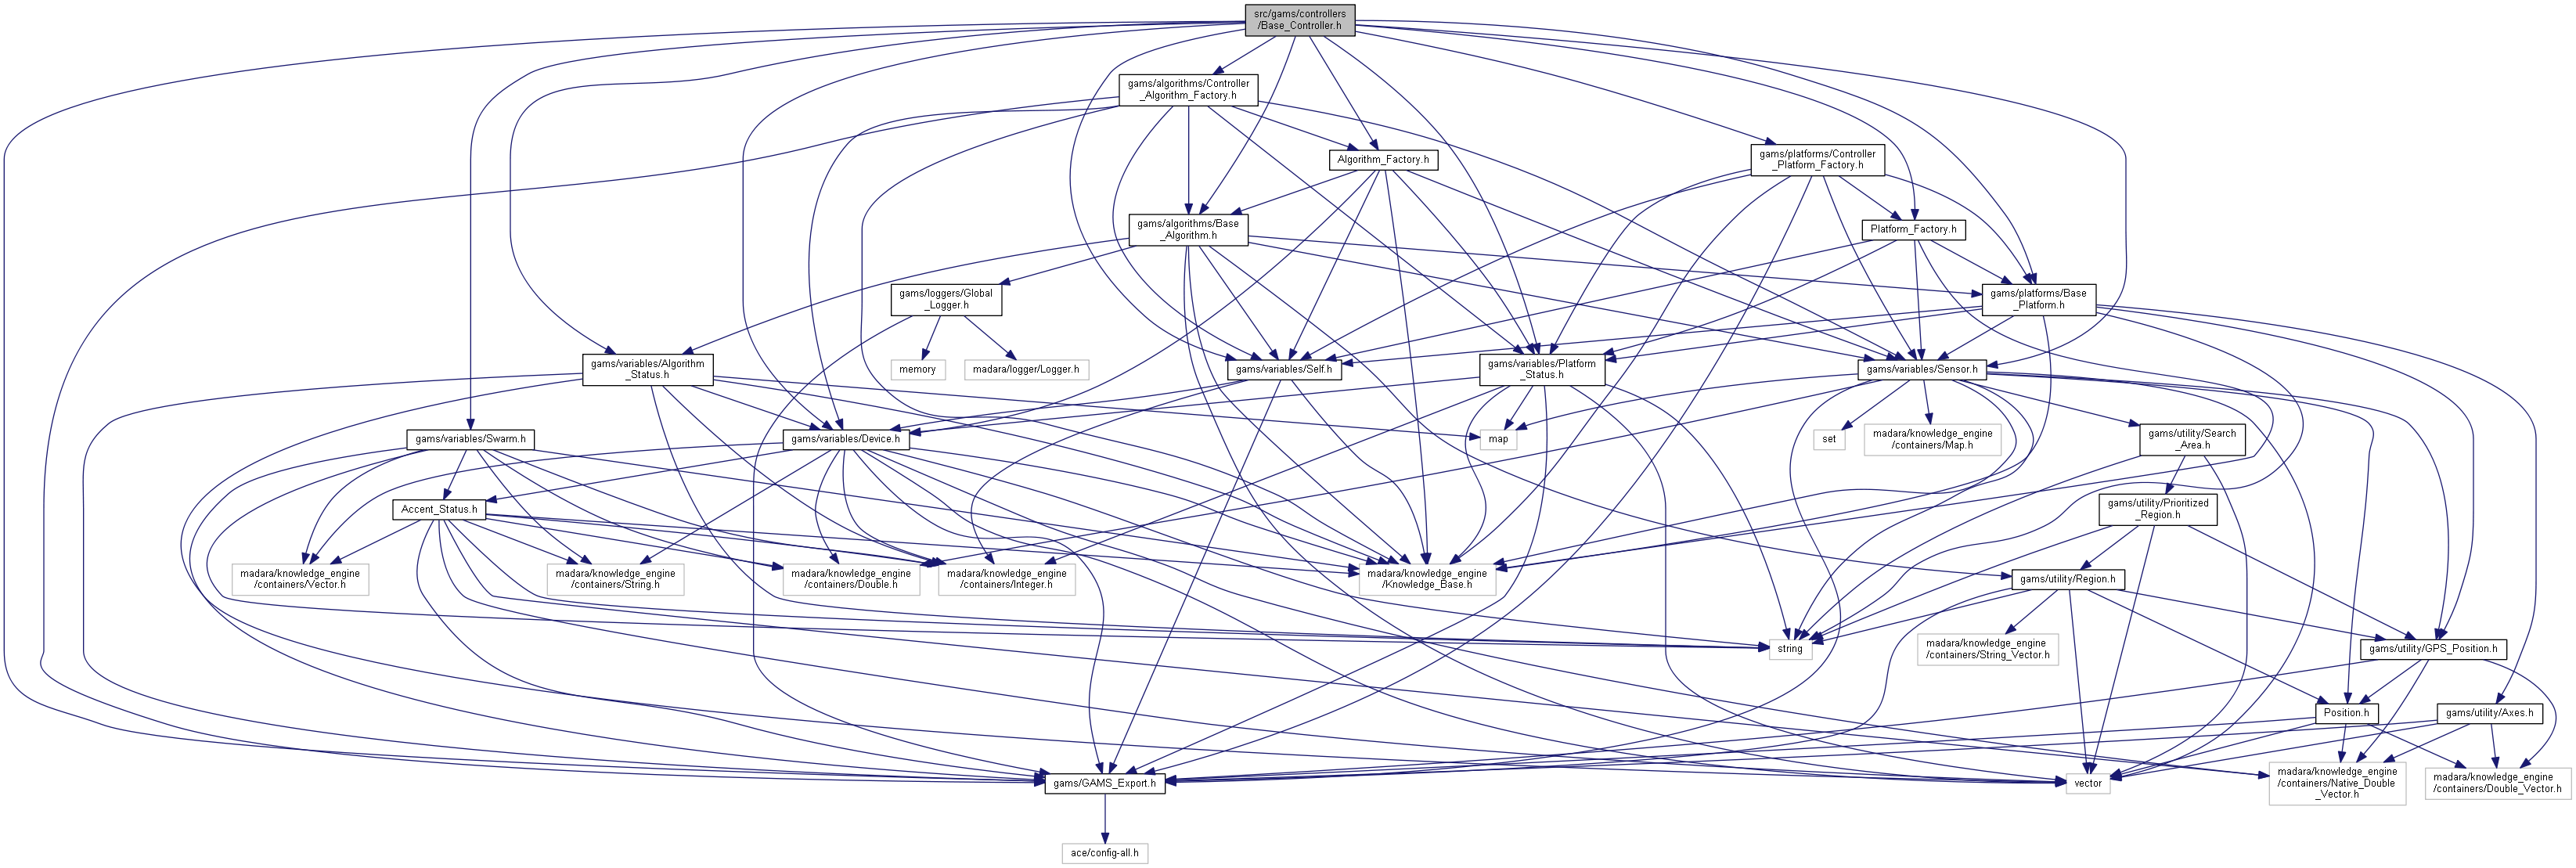 src/gams/controllers
/Base_Controller.h
gams/algorithms/Controller
_Algorithm_Factory.h
Algorithm_Factory.h
gams/platforms/Controller
_Platform_Factory.h
gams/algorithms/Base
_Algorithm.h
Platform_Factory.h
gams/loggers/Global
_Logger.h
gams/platforms/Base
_Platform.h
gams/variables/Algorithm
_Status.h
memory
madara/logger/Logger.h
gams/variables/Self.h
gams/variables/Platform
_Status.h
gams/variables/Sensor.h
gams/variables/Swarm.h
gams/variables/Device.h
map
set
madara/knowledge_engine
/containers/Map.h
gams/utility/Search
_Area.h
Accent_Status.h
gams/utility/Prioritized
_Region.h
madara/knowledge_engine
/containers/Vector.h
madara/knowledge_engine
/containers/String.h
madara/knowledge_engine
/containers/Double.h
madara/knowledge_engine
/containers/Integer.h
madara/knowledge_engine
/Knowledge_Base.h
gams/utility/Region.h
string
madara/knowledge_engine
/containers/String_Vector.h
gams/utility/GPS_Position.h
Position.h
gams/utility/Axes.h
gams/GAMS_Export.h
vector
madara/knowledge_engine
/containers/Native_Double
_Vector.h
madara/knowledge_engine
/containers/Double_Vector.h
ace/config-all.h